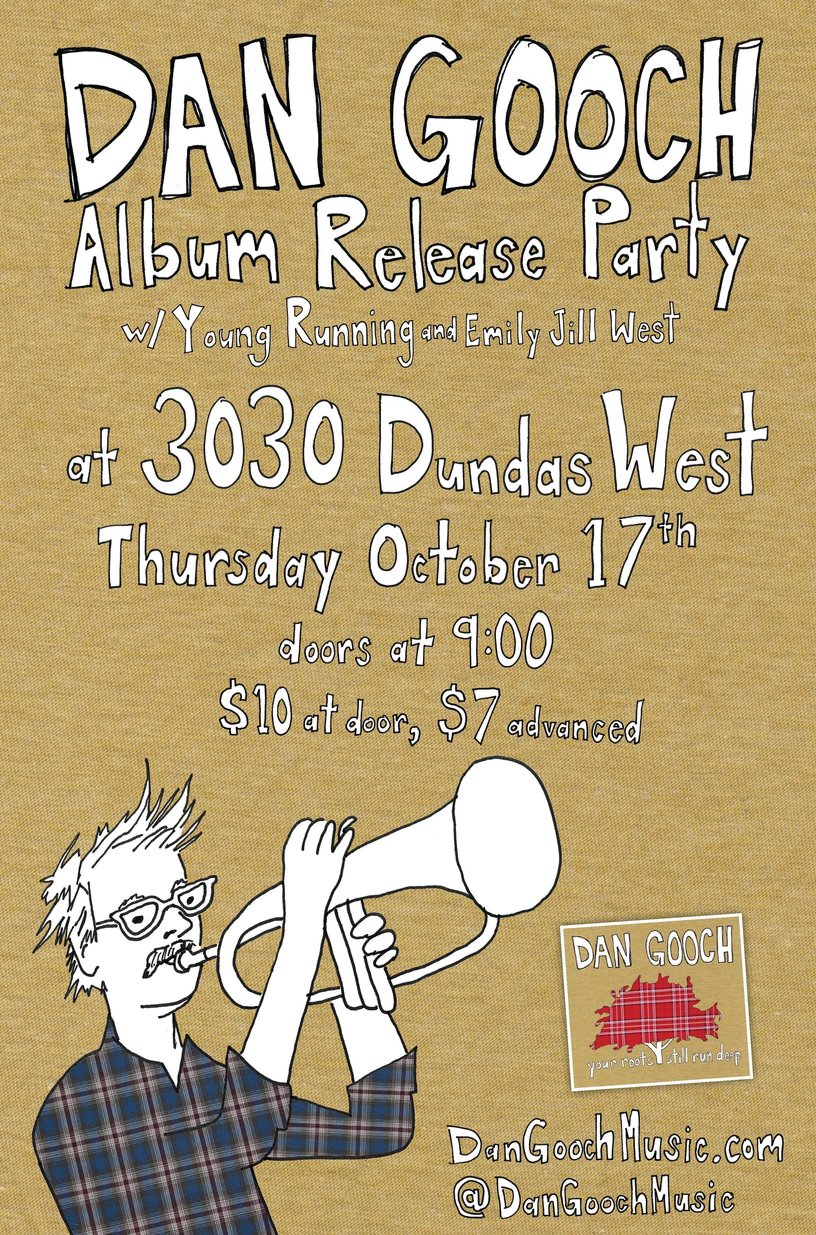 DAN GOOCH
Album Release Party
w/ Young Running and Emily Jill West
at 3030 Dundas West
Thursday October 17th
doors at 9:00
$10 at door, $7 advanced
DAN GOOCH
your roots still run deep
DanGoochMusic.com
@DanGoochMusic